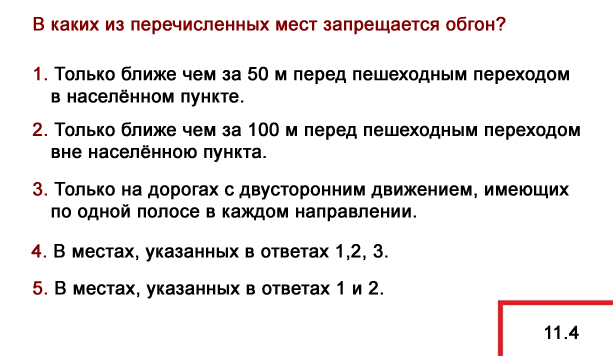 В каких из перечисленных мест запрещается обгон?
1. Только ближе чем за 50 м перед пешеходным переходом
в населённом пункте.
2. Только ближе чем за 100 м перед пешеходным переходом
вне населённою пункта.
3. Только на дорогах с двусторонним движением, имеющих
по одной полосе в каждом направлении.
4. В местах, указанных в ответах 1,2, 3.
5. В местах, указанных в ответах 1 и 2.
11.4